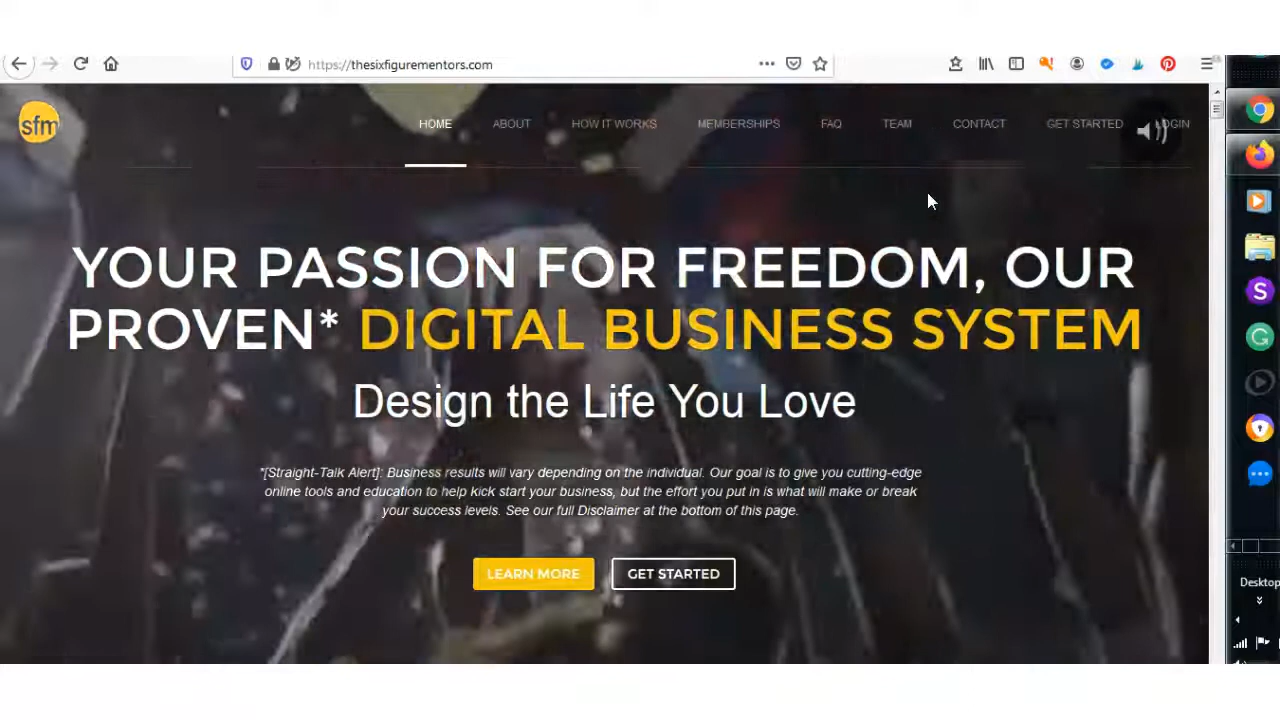 https://thesixfigurementors.com
sfm
HOME
ABOUT
HOW IT WORKS
MEMBERSHIPS
FAQ
TEAM
CONTACT
GET STARTED
YOUR PASSION FOR FREEDOM, OUR
PROVEN* DIGITAL BUSINESS SYSTEM
Design the Life You Love
*[Straight-Talk Alert]: Business results will vary depending on the individual. Our goal is to give you cutting-edge
online tools and education to help kick start your business, but the effort you put in is what will make or break
your success levels. See our full Disclaimer at the bottom of this page.
LEARN MORE
GET STARTED
Desktop